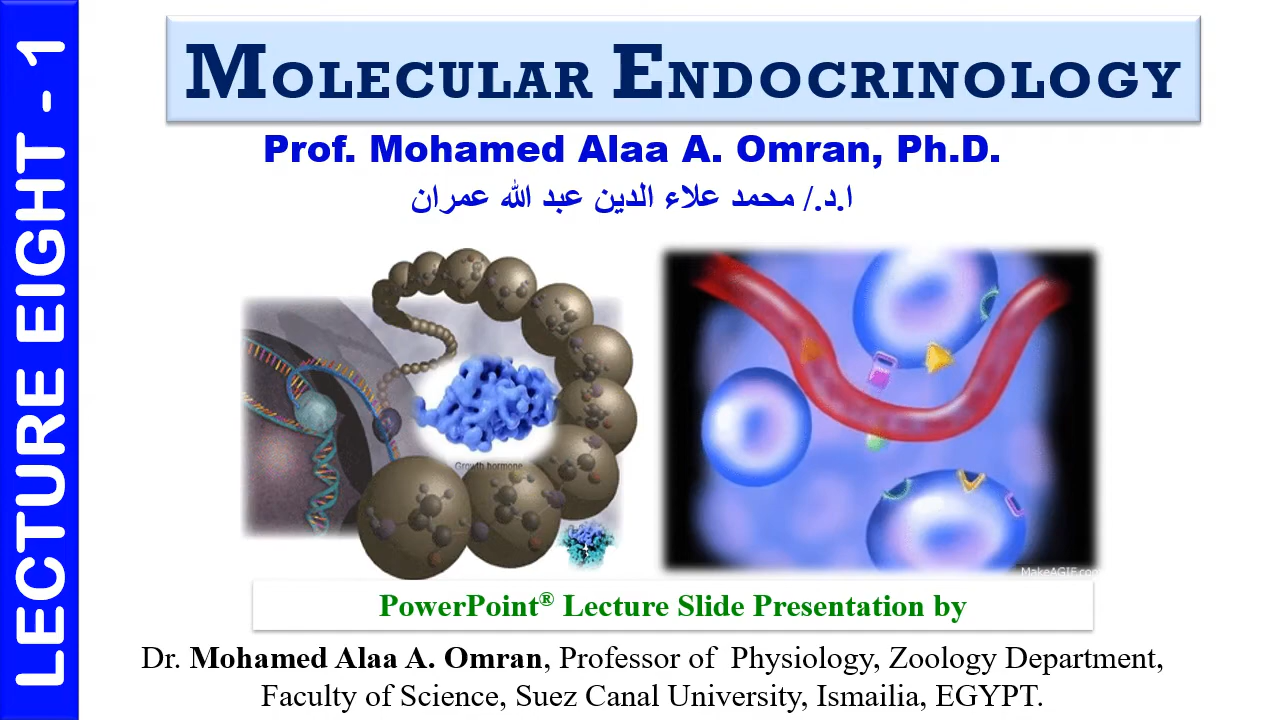 LECTURE EIGHT - 1
MOLECULAR ENDOCRINOLOGY
Prof. Mohamed Alaa A. Omran, Ph.D.
ا.د./ محمد علاء الدين عبد الله عمران
Growth hormone
MakeAGIF.com
PowerPoint® Lecture Slide Presentation by
Dr. Mohamed Alaa A. Omran, Professor of Physiology, Zoology Department,
Faculty of Science, Suez Canal University, Ismailia, EGYPT.